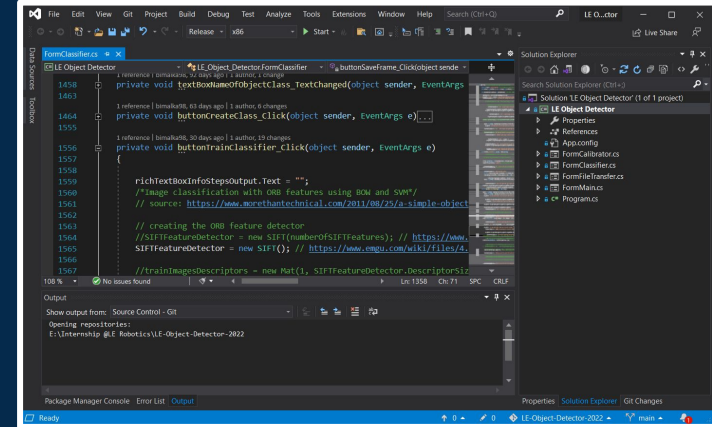 File Edit View Git Project Build Debug Test Analyze Tools Extensions Window Help Search (Ctrl+Q) LE O...ctor
Release x86 Start Live Share
Data Sources
Toolbox
FormClassifier.cs
LE Object Detector LE_Object_Detector.FormClassifier buttonSaveFrame_Click(object sende
1 reference | bimalka98, 92 days ago | 1 author, 1 change
1458 private void textBoxNameOfObjectClass_TextChanged(object sender, EventArgs
1463
1 reference | bimalka98, 63 days ago | 1 author, 6 changes
1464 private void buttonCreateClass_Click(object sender, EventArgs e)...
1555
1 reference | bimalka98, 30 days ago | 1 author, 19 changes
1556 private void buttonTrainClassifier_Click(object sender, EventArgs e)
1557 {
1558
1559 richTextBoxInfoStepsOutput.Text = "";
1560 /*Image classification with ORB features using BOW and SVM*/
1561 // source: https://www.morethantechnical.com/2011/08/25/a-simple-object
1562
1563 // creating the ORB feature detector
1564 //SIFTFeatureDetector = new SIFT(numberOfSIFTFeatures); // https://www.
1565 SIFTFeatureDetector = new SIFT(); // https://www.emgu.com/wiki/files/4.
1566
1567 //trainImagesDescriptors = new Mat(1, SIFTFeatureDetector.DescriptorSiz
108 % No issues found Ln: 1358 Ch: 71 SPC CRLF
Output
Show output from: Source Control - Git
Opening repositories:
E:\Internship @LE Robotics\LE-Object-Detector-2022
Package Manager Console Error List Output
Solution Explorer
Search Solution Explorer (Ctrl+;)
Solution 'LE Object Detector' (1 of 1 project)
LE Object Detector
Properties
References
App.config
FormCalibrator.cs
FormClassifier.cs
FormFileTransfer.cs
FormMain.cs
C# Program.cs
Properties Solution Explorer Git Changes
Ready 0 0 LE-Object-Detector-2022 main 1